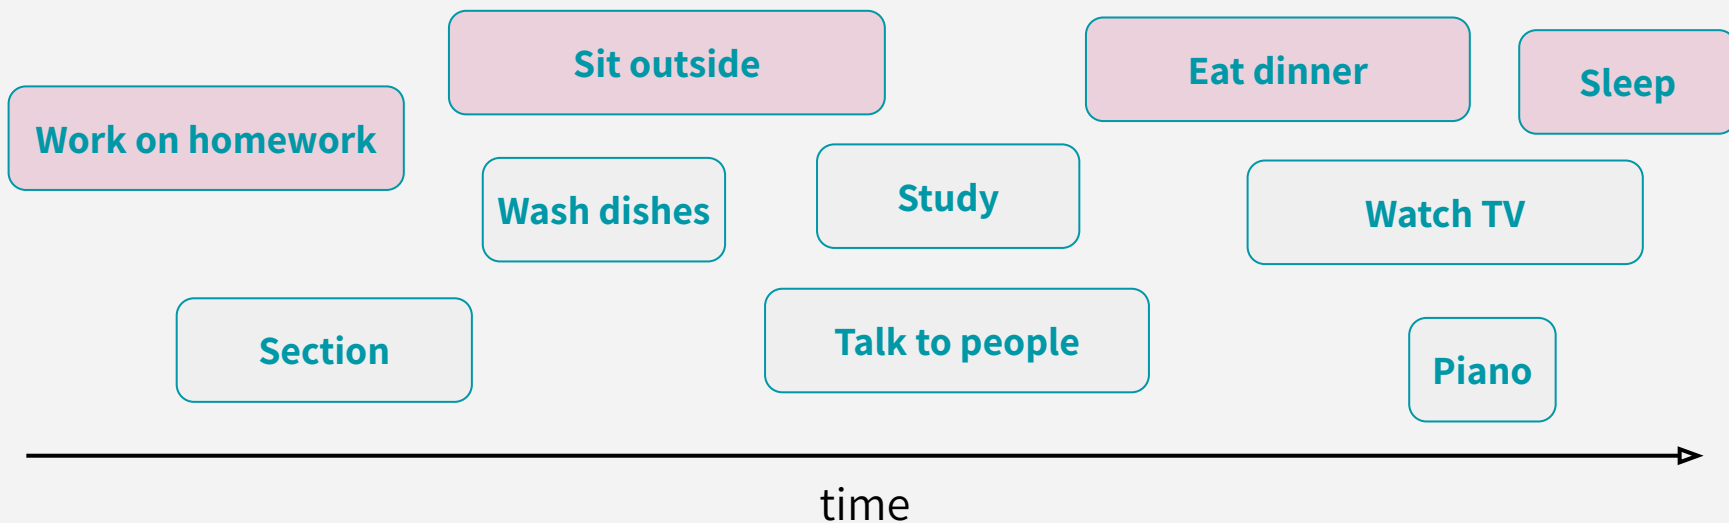 Sit outside
Eat dinner
Sleep
Work on homework
Wash dishes
Study
Watch TV
Section
Talk to people
Piano
time